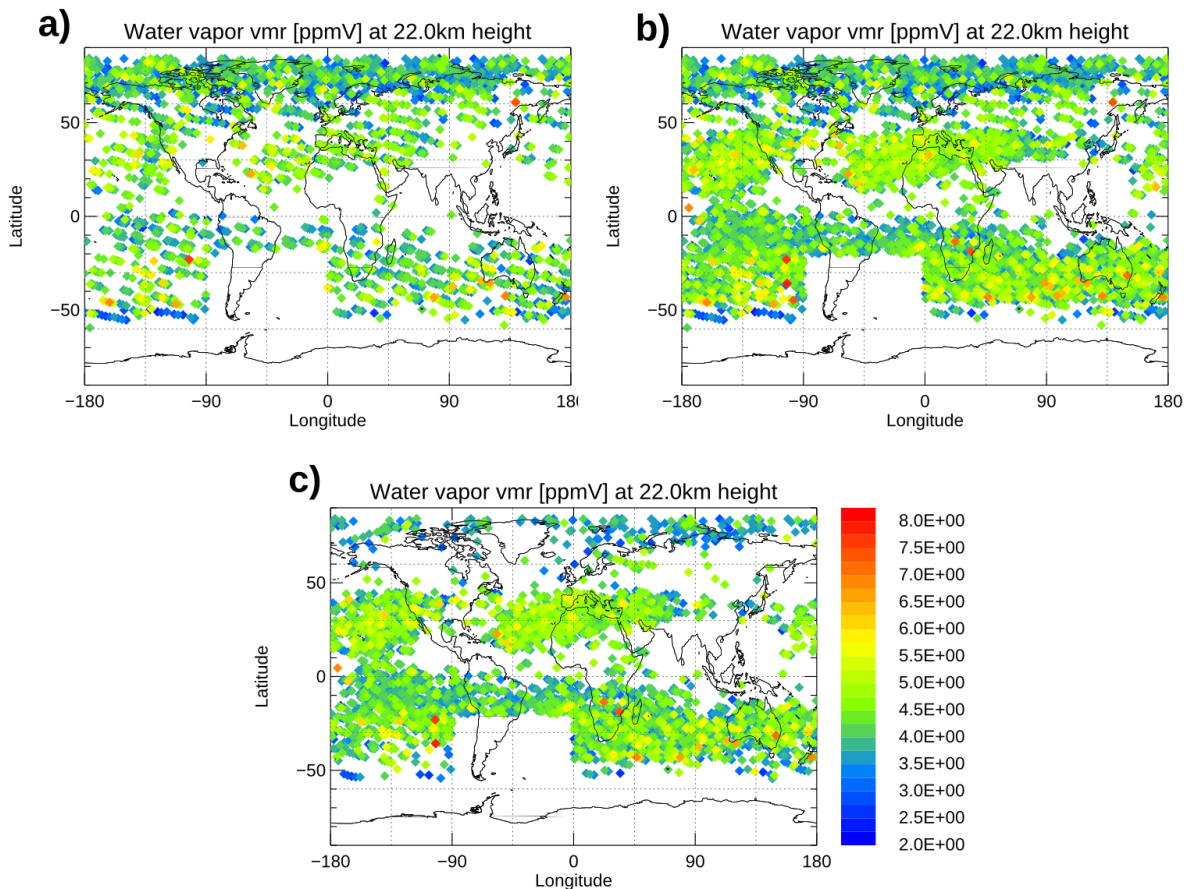 a)
Water vapor vmr [ppmV] at 22.0km height
50
0
−50
Latitude
−180
−90
0
90
180
Longitude
b)
Water vapor vmr [ppmV] at 22.0km height
50
0
−50
Latitude
−180
−90
0
90
180
Longitude
c)
Water vapor vmr [ppmV] at 22.0km height
50
0
−50
Latitude
−180
−90
0
90
180
Longitude
8.0E+00
7.5E+00
7.0E+00
6.5E+00
6.0E+00
5.5E+00
5.0E+00
4.5E+00
4.0E+00
3.5E+00
3.0E+00
2.5E+00
2.0E+00